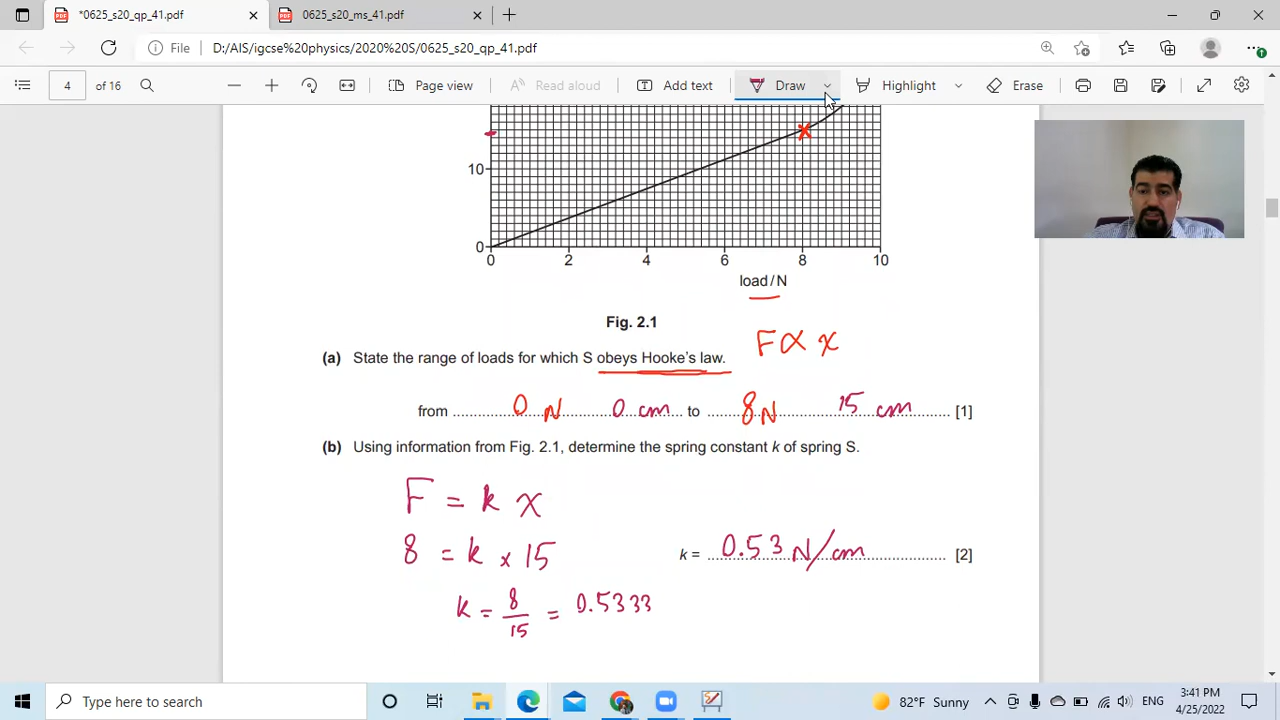 *0625_s20_qp_41.pdf
0625_s20_ms_41.pdf
File D:/AIS/igcse%20physics/2020%20S/0625_s20_qp_41.pdf
4 of 16 Page view Read aloud Add text Draw Highlight Erase
10
0
0 2 4 6 8 10
load/N
Fig. 2.1
F ∝ x
(a) State the range of loads for which S obeys Hooke's law.
from 0 N 0 cm to 8 N 15 cm [1]
(b) Using information from Fig. 2.1, determine the spring constant k of spring S.
F = k x
8 = k × 15
k = 0.53 N/cm [2]
k = 8/15 = 0.5333
Type here to search
82°F Sunny
ENG
3:41 PM
4/25/2022